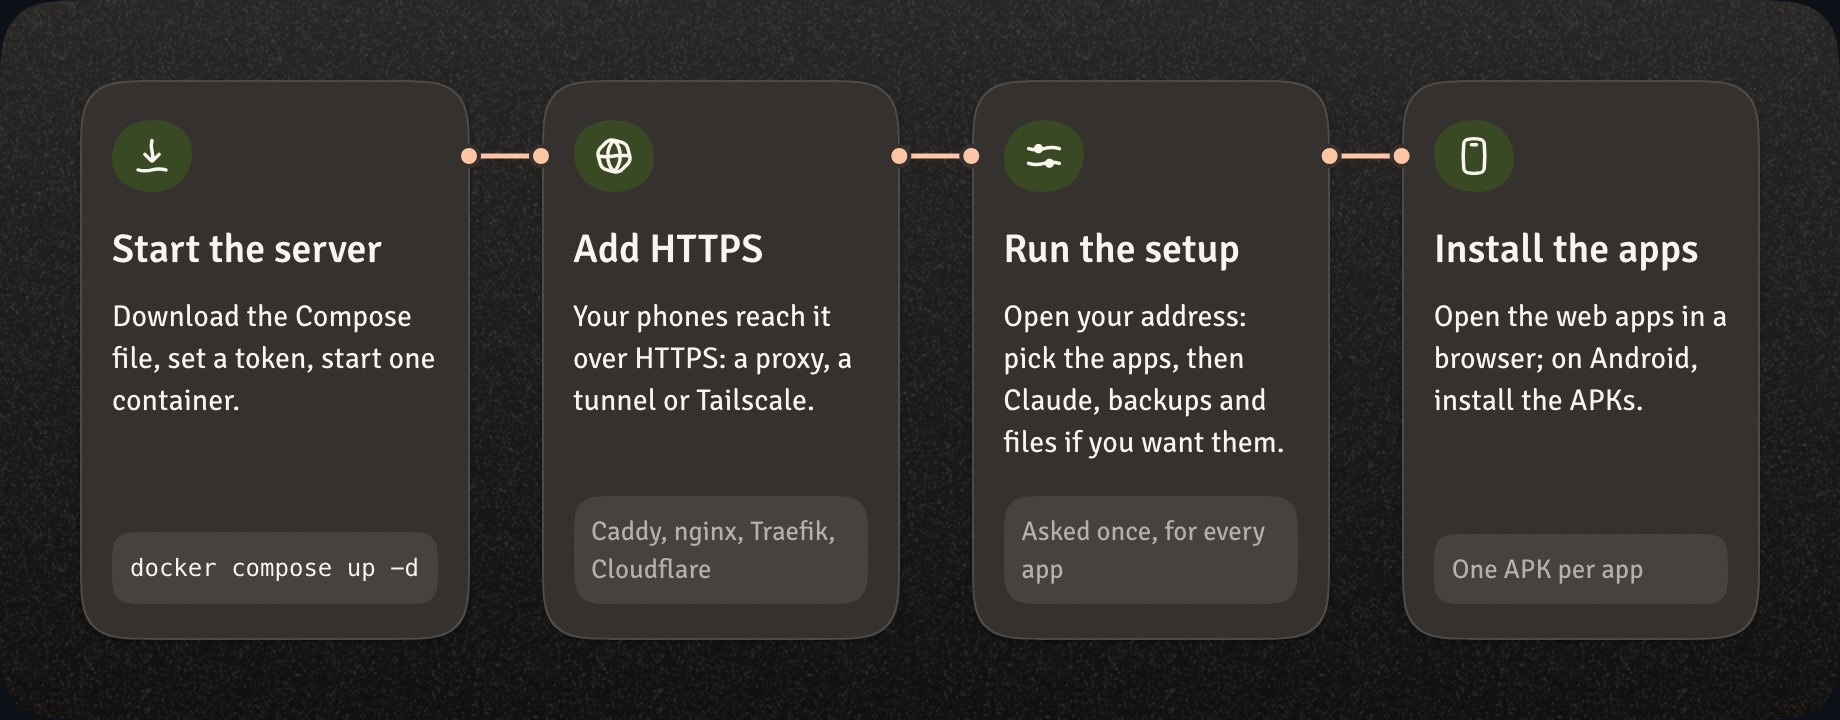 Start the server
Download the Compose
file, set a token, start one
container.
docker compose up -d
Add HTTPS
Your phones reach it
over HTTPS: a proxy, a
tunnel or Tailscale.
Caddy, nginx, Traefik,
Cloudflare
Run the setup
Open your address:
pick the apps, then
Claude, backups and
files if you want them.
Asked once, for every
app
Install the apps
Open the web apps in a
browser; on Android,
install the APKs.
One APK per app